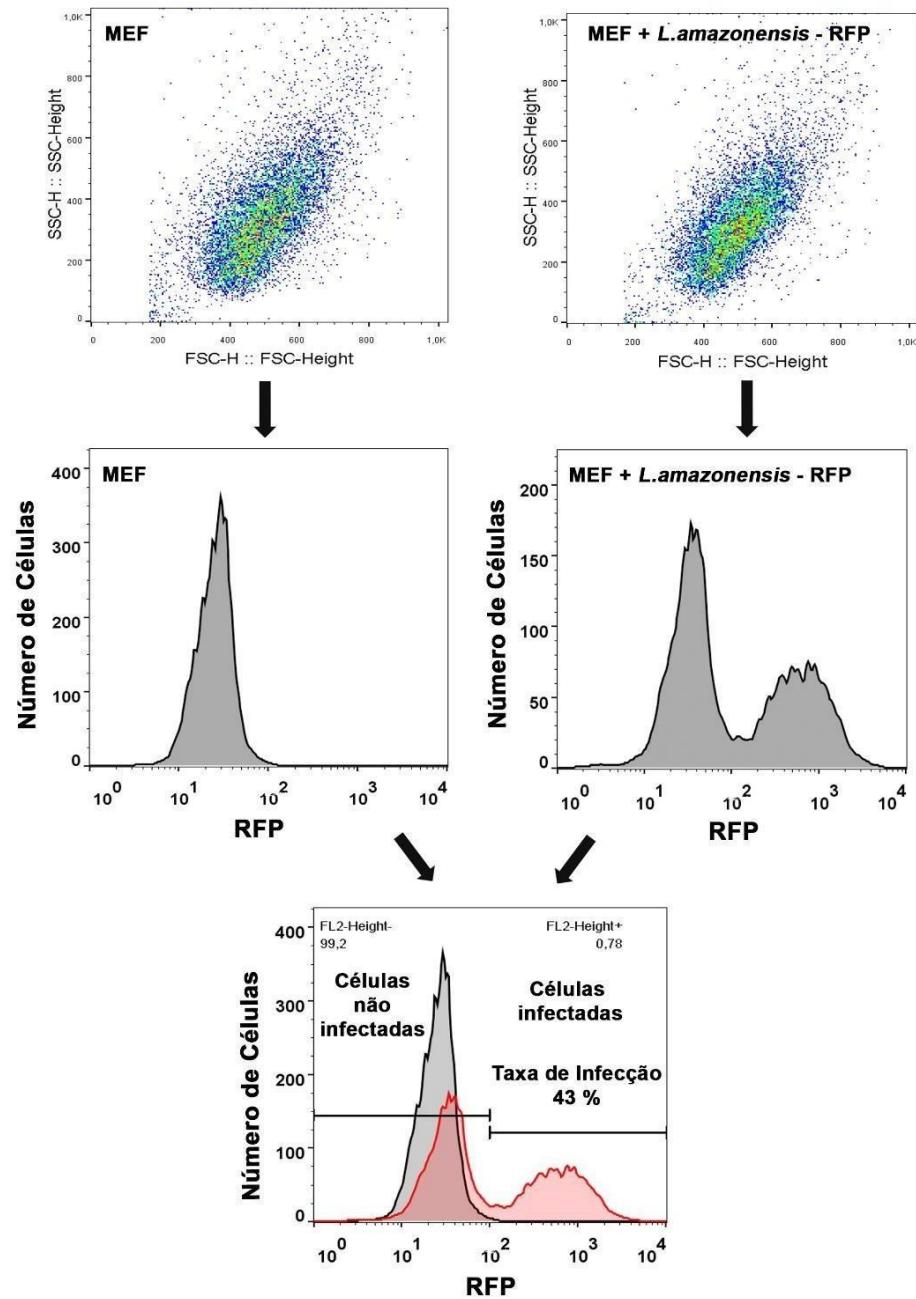 MEF
1,0K
800
600
400
200
0
SSC-H :: SSC-Height
0 200 400 600 800 1,0K
FSC-H :: FSC-Height
MEF + L.amazonensis - RFP
1,0K
800
600
400
200
0
SSC-H :: SSC-Height
0 200 400 600 800 1,0K
FSC-H :: FSC-Height
MEF
400
300
200
100
0
Número de Células
10⁰ 10¹ 10² 10³ 10⁴
RFP
MEF + L.amazonensis - RFP
200
150
100
50
0
Número de Células
10⁰ 10¹ 10² 10³ 10⁴
RFP
FL2-Height-
99,2
FL2-Height+
0,78
Células
não
infectadas
Células
infectadas
Taxa de Infecção
43 %
400
300
200
100
0
Número de Células
10⁰ 10¹ 10² 10³ 10⁴
RFP